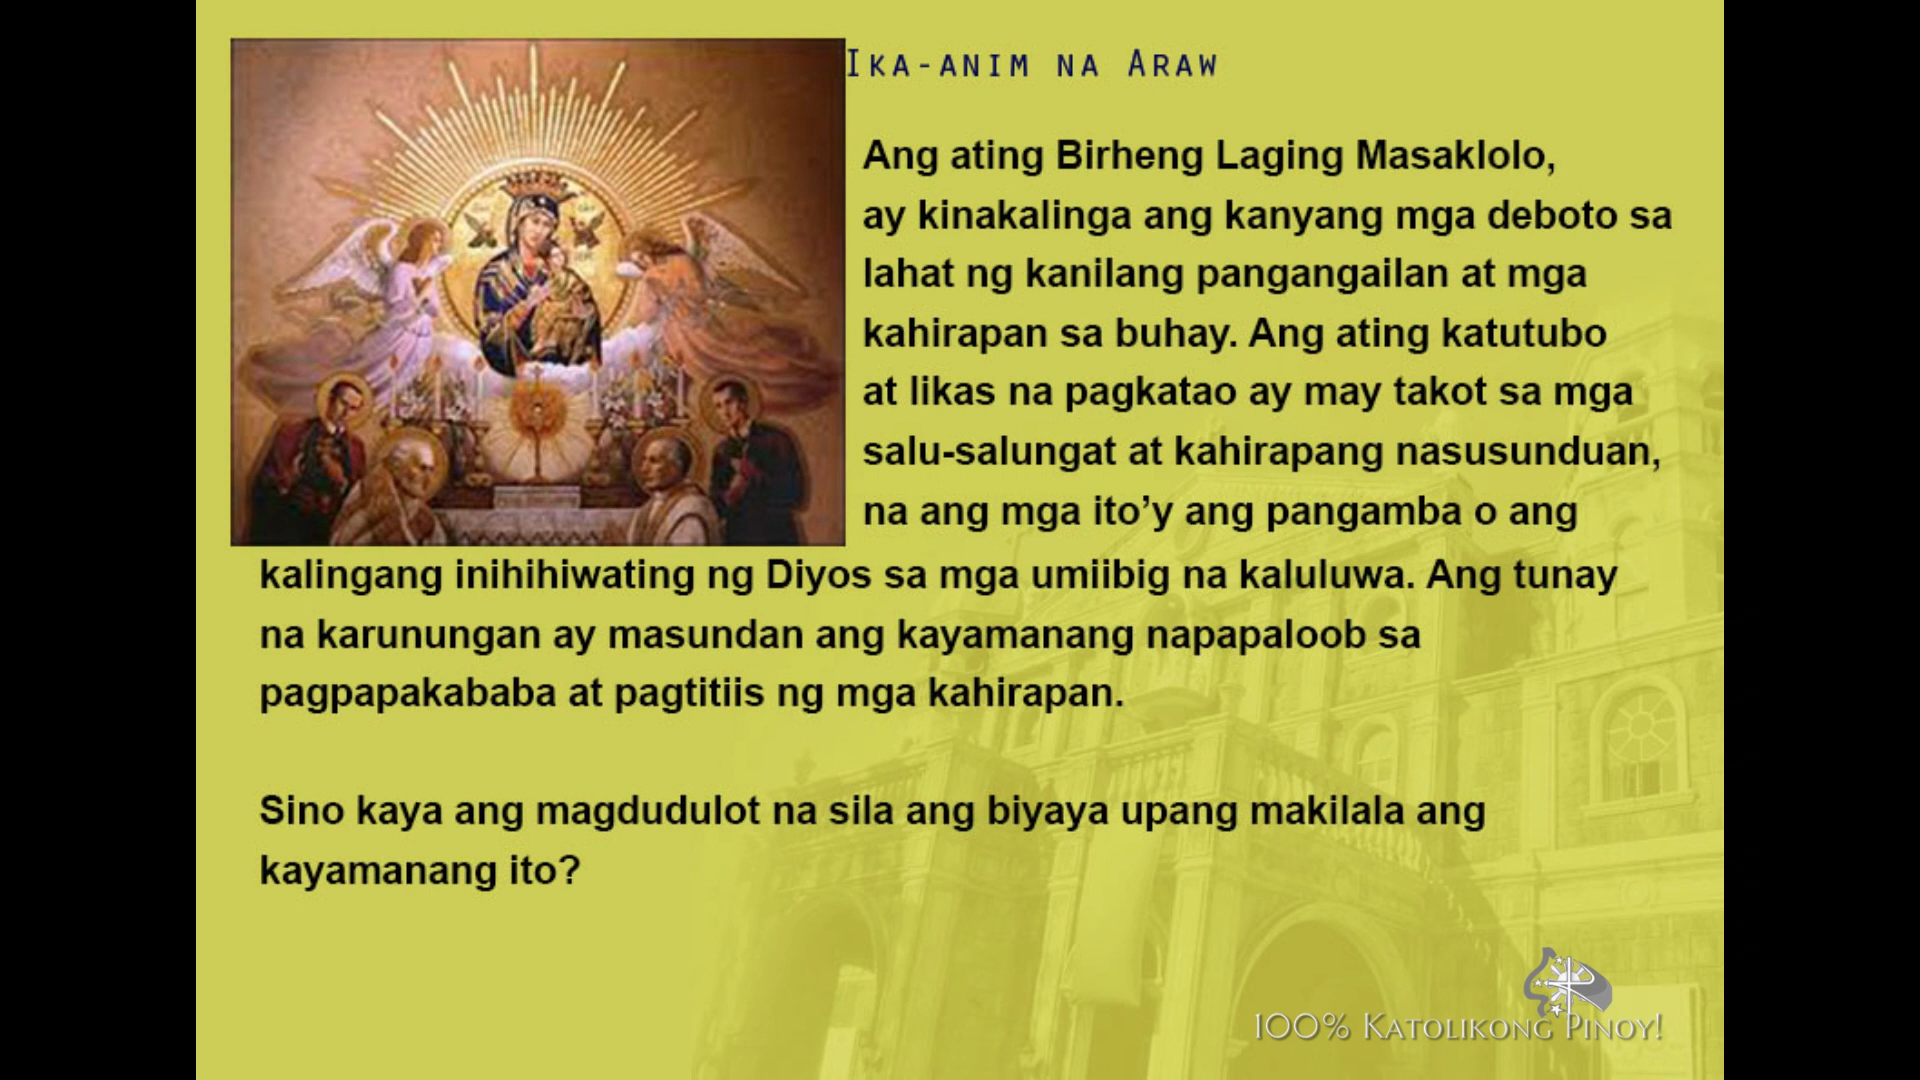 Ika-anim na Araw
Ang ating Birheng Laging Masaklolo,
ay kinakalinga ang kanyang mga deboto sa
lahat ng kanilang pangangailan at mga
kahirapan sa buhay. Ang ating katutubo
at likas na pagkatao ay may takot sa mga
salu-salungat at kahirapang nasusunduan,
na ang mga ito’y ang pangamba o ang
kalingang inihihiwating ng Diyos sa mga umiibig na kaluluwa. Ang tunay
na karunungan ay masundan ang kayamanang napapaloob sa
pagpapakababa at pagtitiis ng mga kahirapan.
Sino kaya ang magdudulot na sila ang biyaya upang makilala ang
kayamanang ito?
100% Katolikong Pinoy!